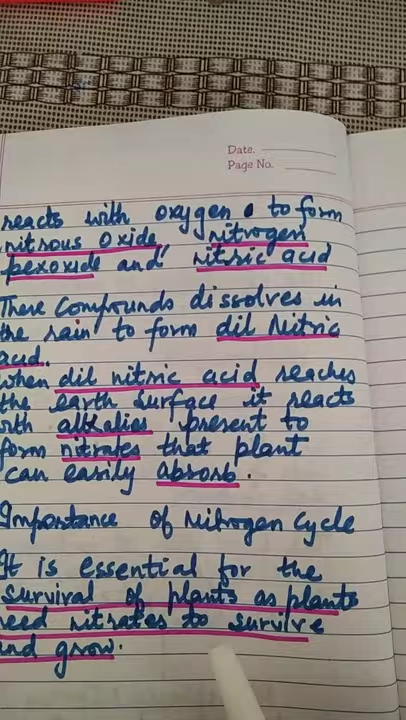 Date.
Page No.
reacts with oxygen to form
nitrous oxide, nitrogen
pexoxide and nitric acid
There Compounds dissolves in
the rain to form dil Nitric
acid.
when dil nitric acid reaches
the earth surface it reacts
ith alkalies present to
form nitrates that plant
can easily absorb.
Importance of Nitrogen Cycle
It is essential for the
survival of plants as plants
need nitrates to survive
and grow.